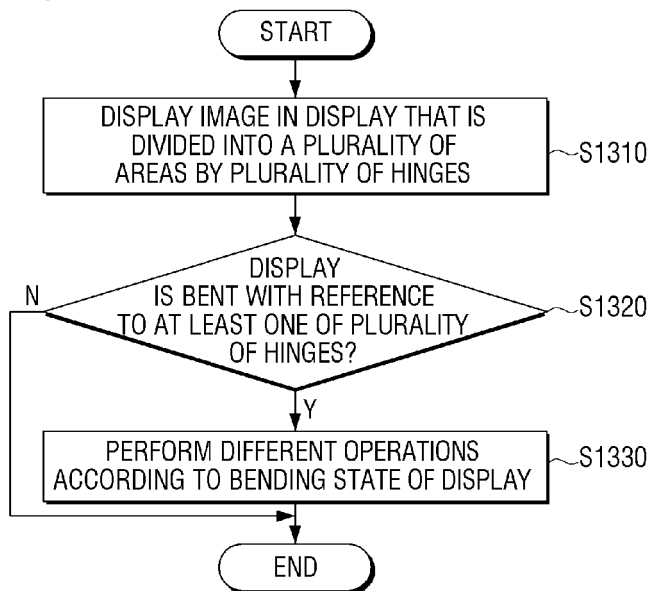 START
DISPLAY IMAGE IN DISPLAY THAT IS
DIVIDED INTO A PLURALITY OF
AREAS BY PLURALITY OF HINGES
S1310
DISPLAY
IS BENT WITH REFERENCE
TO AT LEAST ONE OF PLURALITY
OF HINGES?
S1320
N
Y
PERFORM DIFFERENT OPERATIONS
ACCORDING TO BENDING STATE OF DISPLAY
S1330
END